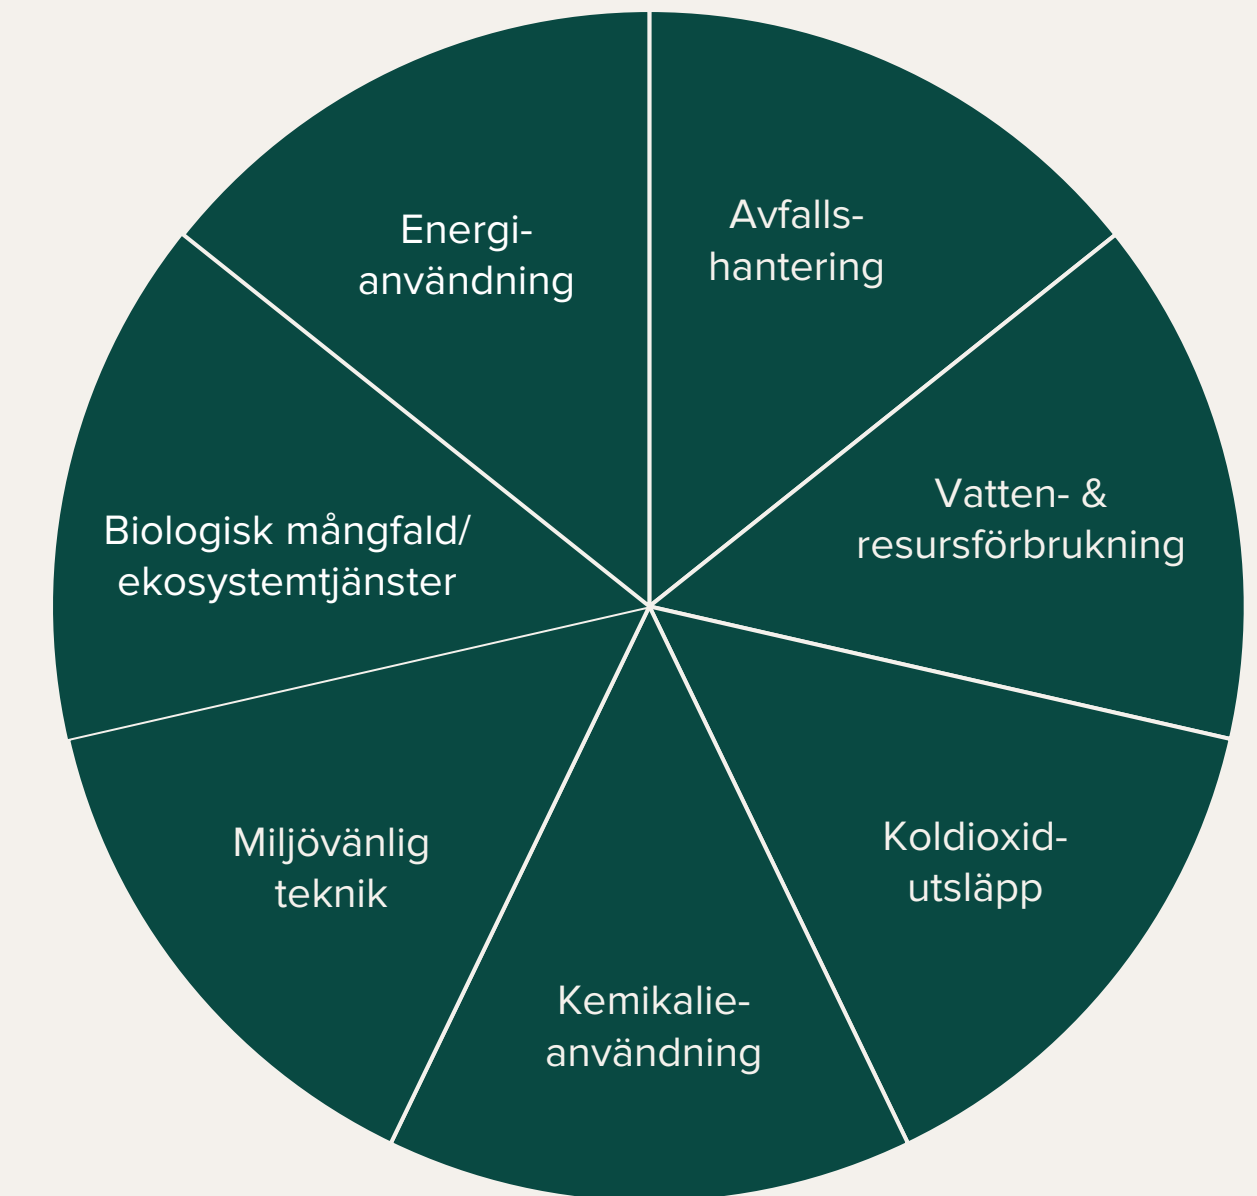 Energi-
användning
Avfalls-
hantering
Vatten- &
resursförbrukning
Biologisk mångfald/
ekosystemtjänster
Koldioxid-
utsläpp
Miljövänlig
teknik
Kemikalie-
användning